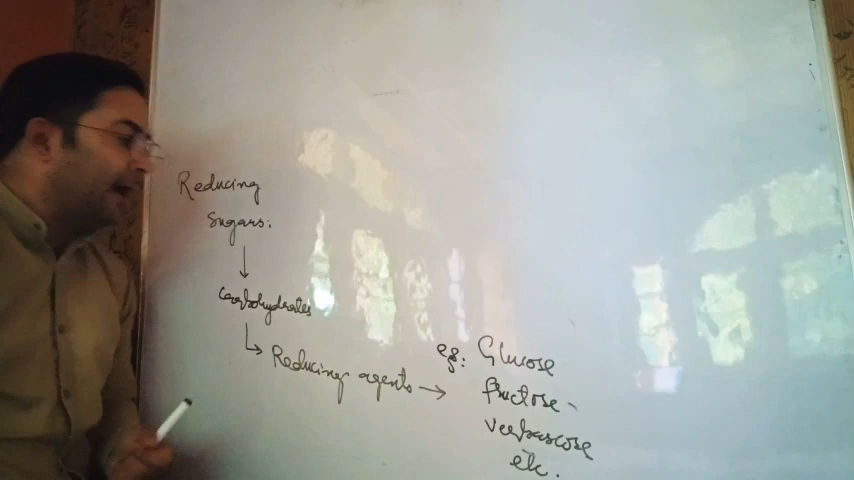 Reducing
Sugars:
↓
Carbohydrates
↳ Reducing agents → eg: Glucose
fructose -
verbascose
etc.